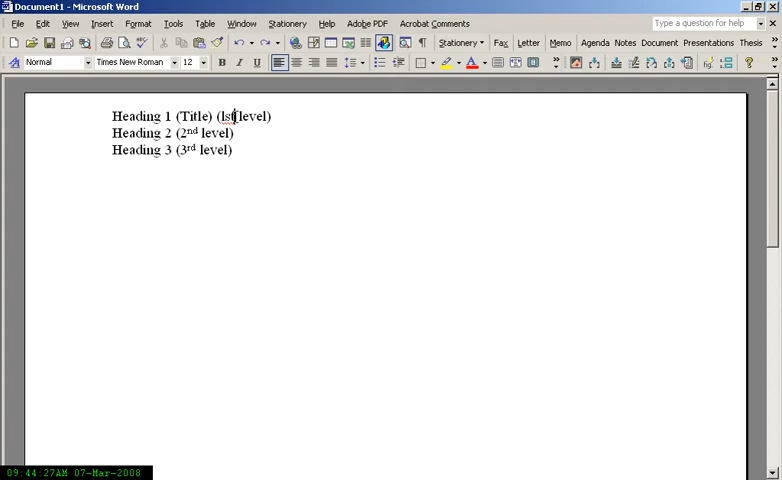 Document1 - Microsoft Word
File Edit View Insert Format Tools Table Window Stationery Adobe PDF Acrobat Comments Type a question for help
Stationery Fax Letter Memo Agenda Notes Document Presentations Thesis
Normal Times New Roman 12 B I U
Heading 1 (Title) (lst level)
Heading 2 (2nd level)
Heading 3 (3rd level)
09:44:27AM 07-Mar-2008